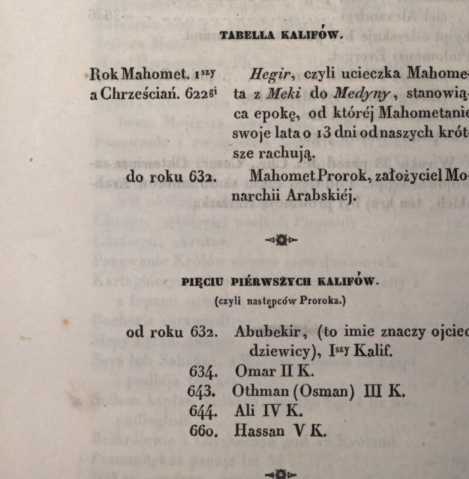 TABELLA KALIFÓW.
Rok Mahomet. 1szy Hegir, czyli ucieczka Mahome-
a Chrześciań. 622gi ta z Meki do Medyny, stanowią-
ca epokę, od któréj Mahometanie
swoje lata o 13 dni od naszych krót-
sze rachują.
do roku 632. Mahomet Prorok, założyciel Mo-
narchii Arabskiéj.
PIĘCIU PIÉRWSZYCH KALIFÓW.
(czyli następców Proroka.)
od roku 632. Abubekir, (to imie znaczy ojciec
dziewicy), Iszy Kalif.
634. Omar II K.
643. Othman (Osman) III K.
644. Ali IV K.
660. Hassan V K.